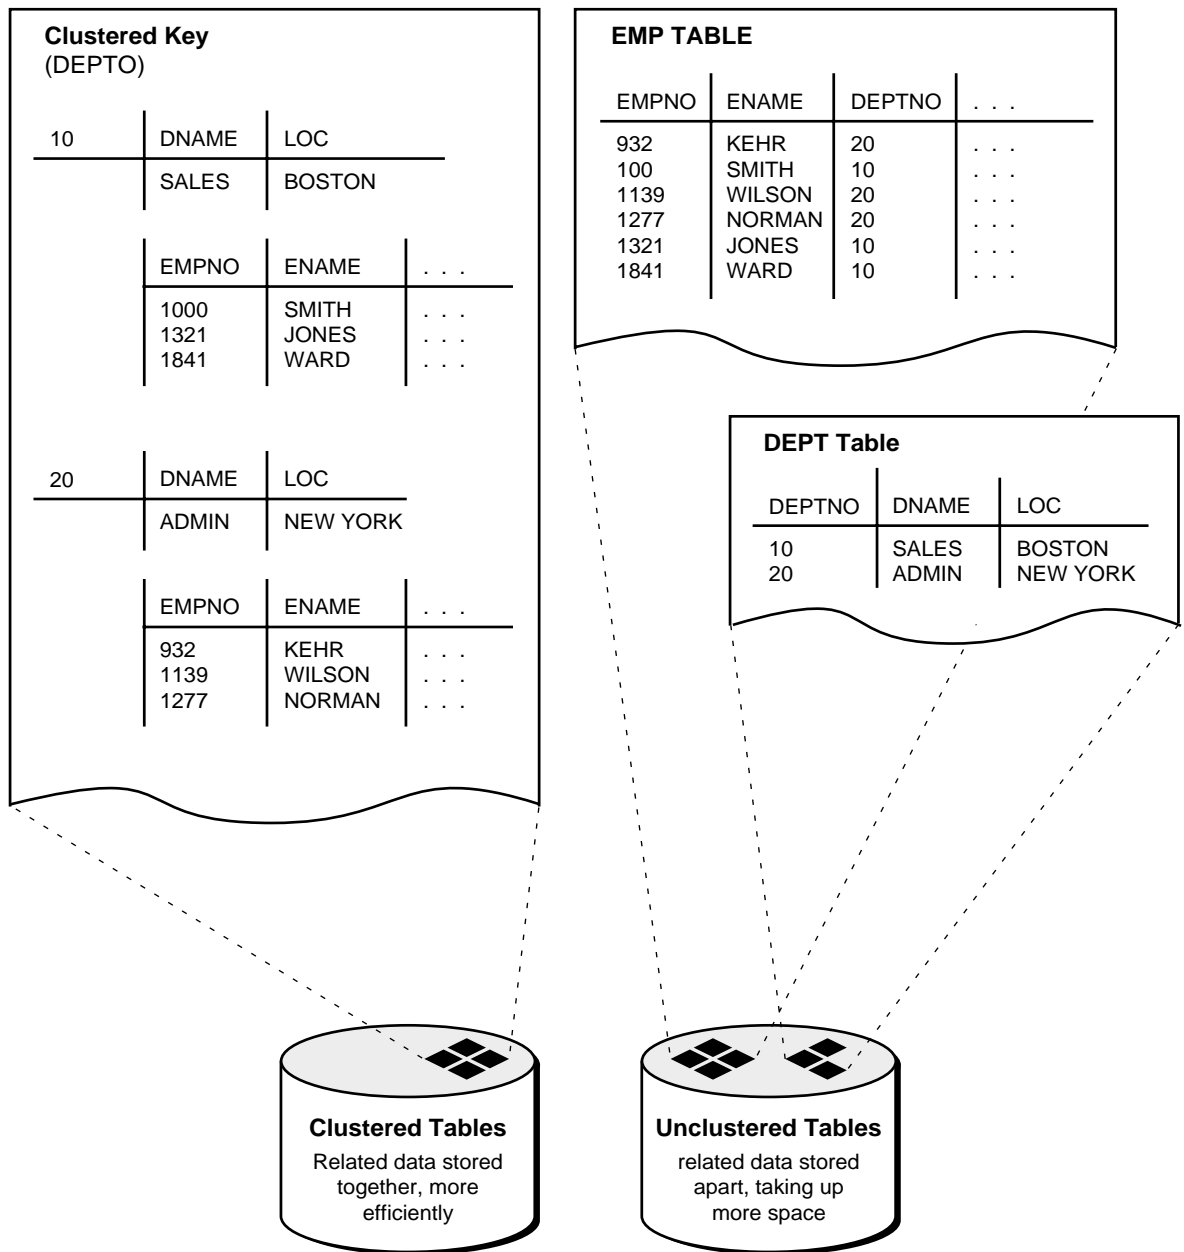 Clustered Key
(DEPTO)
10 DNAME LOC
SALES BOSTON
EMPNO ENAME . . .
1000 SMITH . . .
1321 JONES . . .
1841 WARD . . .
20 DNAME LOC
ADMIN NEW YORK
EMPNO ENAME . . .
932 KEHR . . .
1139 WILSON . . .
1277 NORMAN . . .
EMP TABLE
EMPNO ENAME DEPTNO . . .
932 KEHR 20 . . .
100 SMITH 10 . . .
1139 WILSON 20 . . .
1277 NORMAN 20 . . .
1321 JONES 10 . . .
1841 WARD 10 . . .
DEPT Table
DEPTNO DNAME LOC
10 SALES BOSTON
20 ADMIN NEW YORK
Clustered Tables
Related data stored
together, more
efficiently
Unclustered Tables
related data stored
apart, taking up
more space